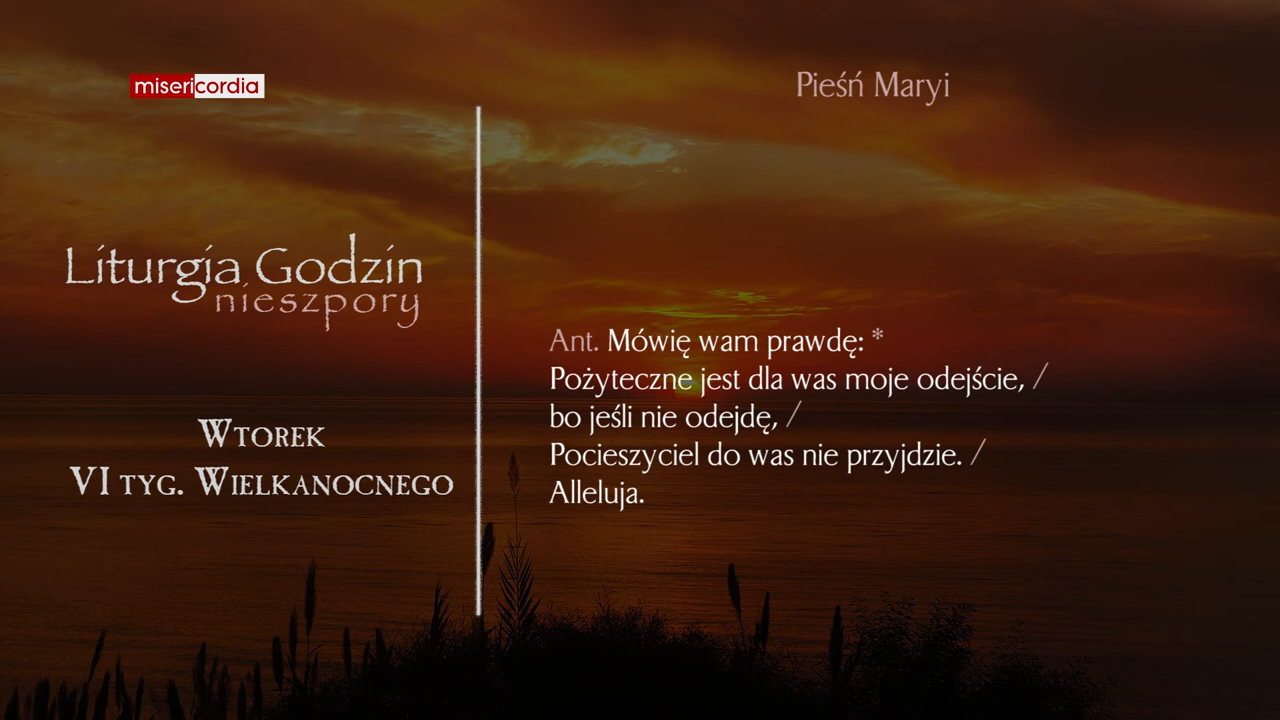 misericordia
Liturgia Godzin
nieszpory
Wtorek
VI tyg. Wielkanocnego
Pieśń Maryi
Ant. Mówię wam prawdę: *
Pożyteczne jest dla was moje odejście, /
bo jeśli nie odejdę, /
Pocieszyciel do was nie przyjdzie. /
Alleluja.